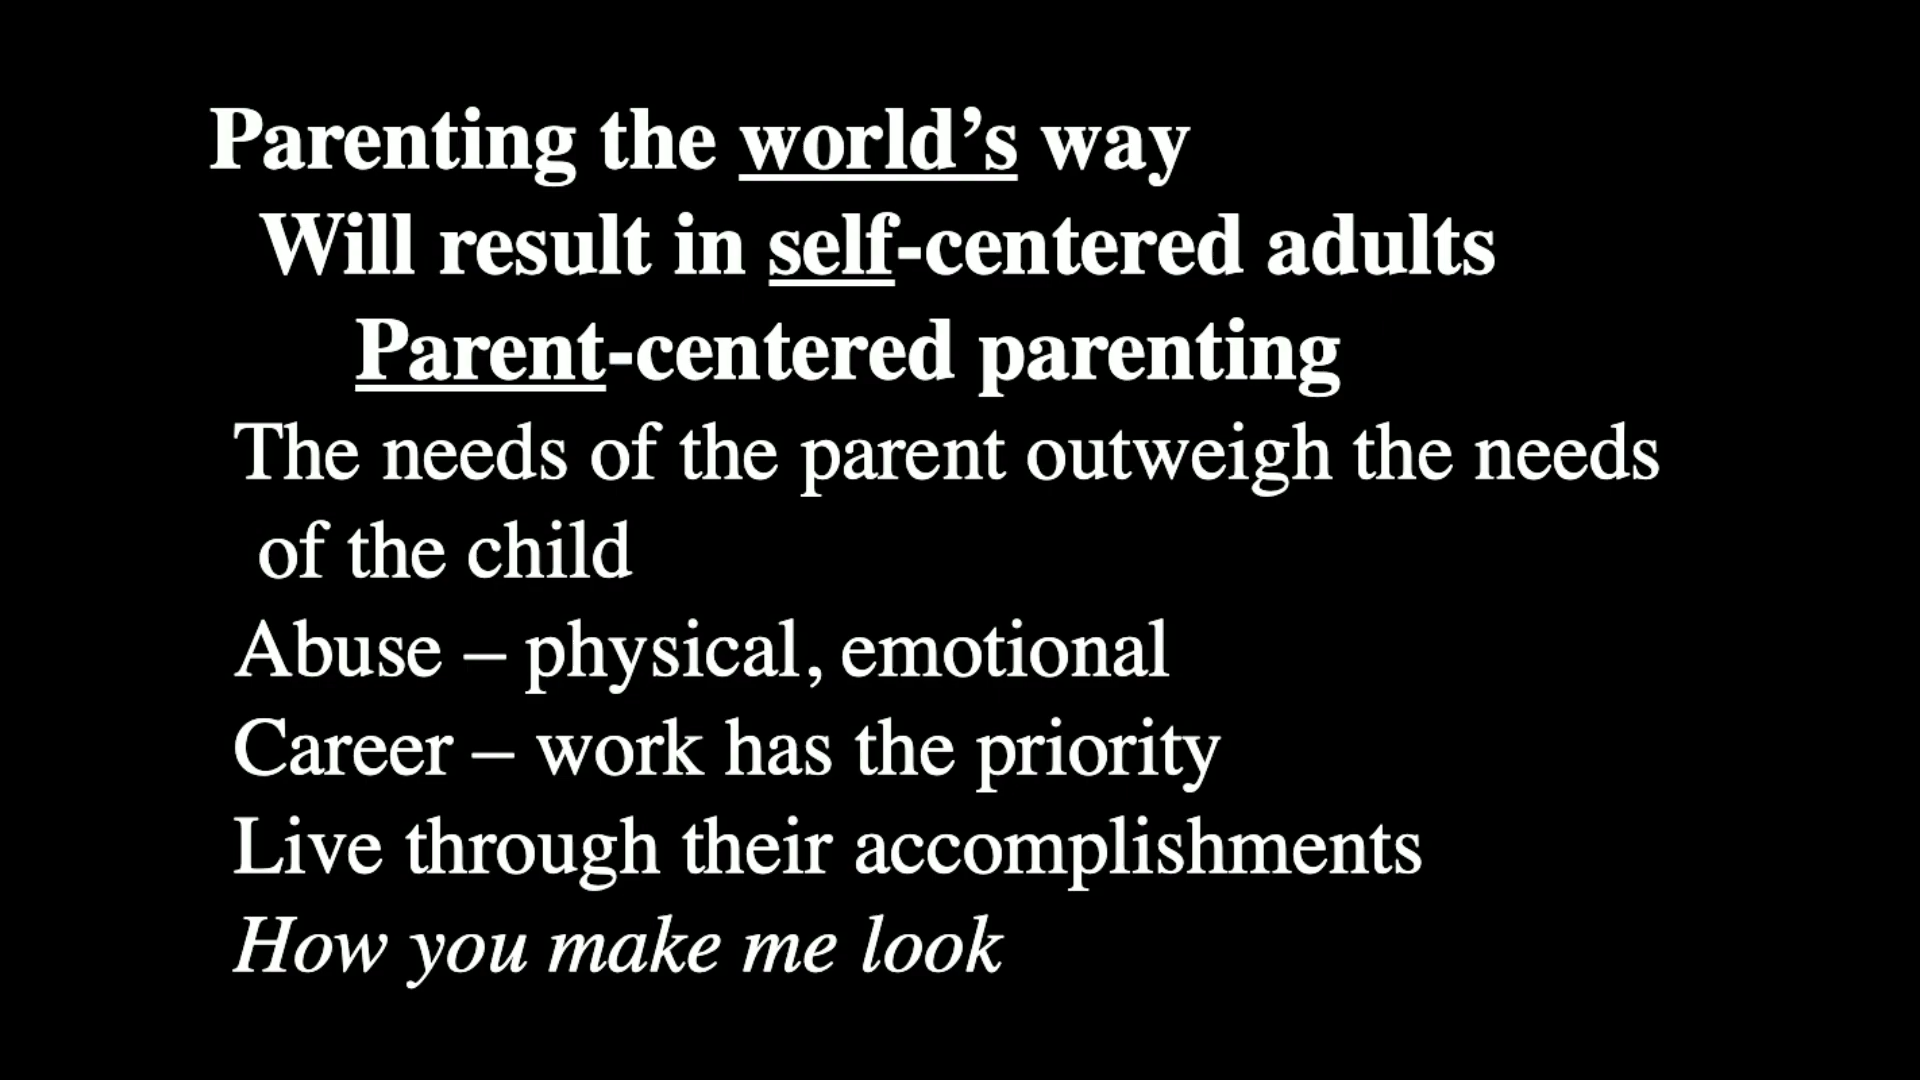 Parenting the world’s way
Will result in self-centered adults
Parent-centered parenting
The needs of the parent outweigh the needs
of the child
Abuse – physical, emotional
Career – work has the priority
Live through their accomplishments
How you make me look